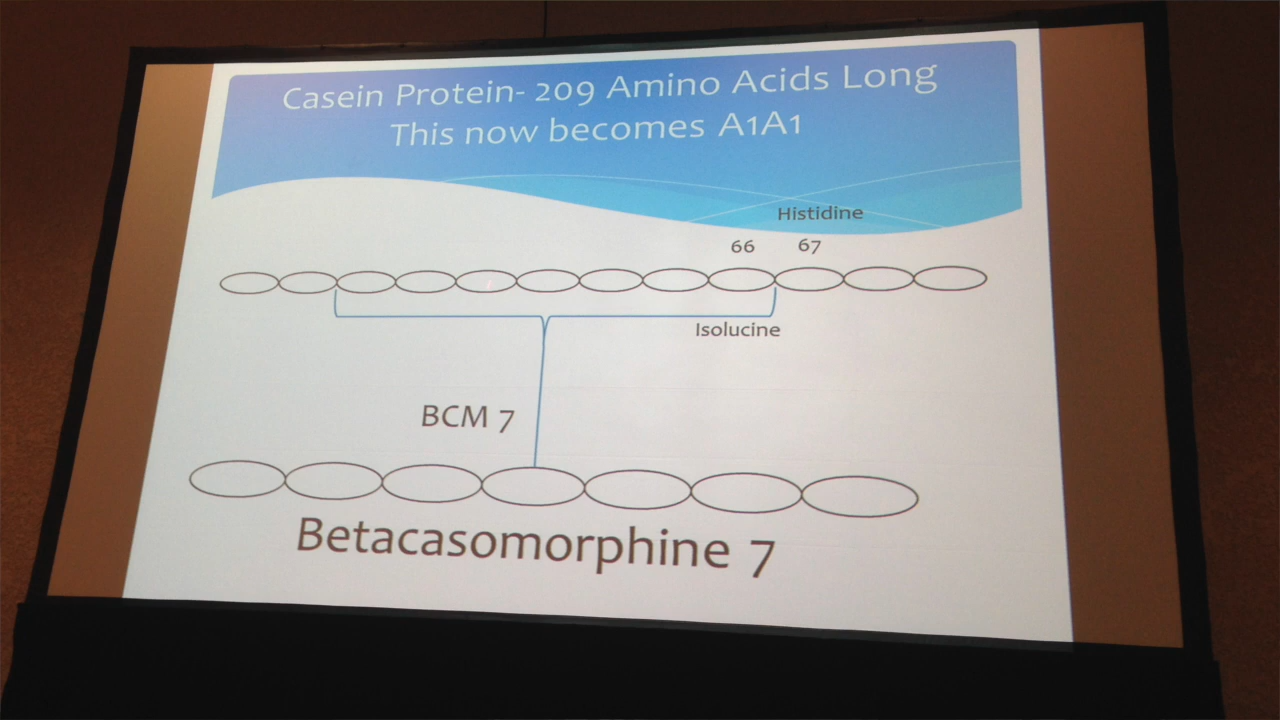 Casein Protein- 209 Amino Acids Long
This now becomes A1A1
Histidine
66 67
Isolucine
BCM 7
Betacasomorphine 7